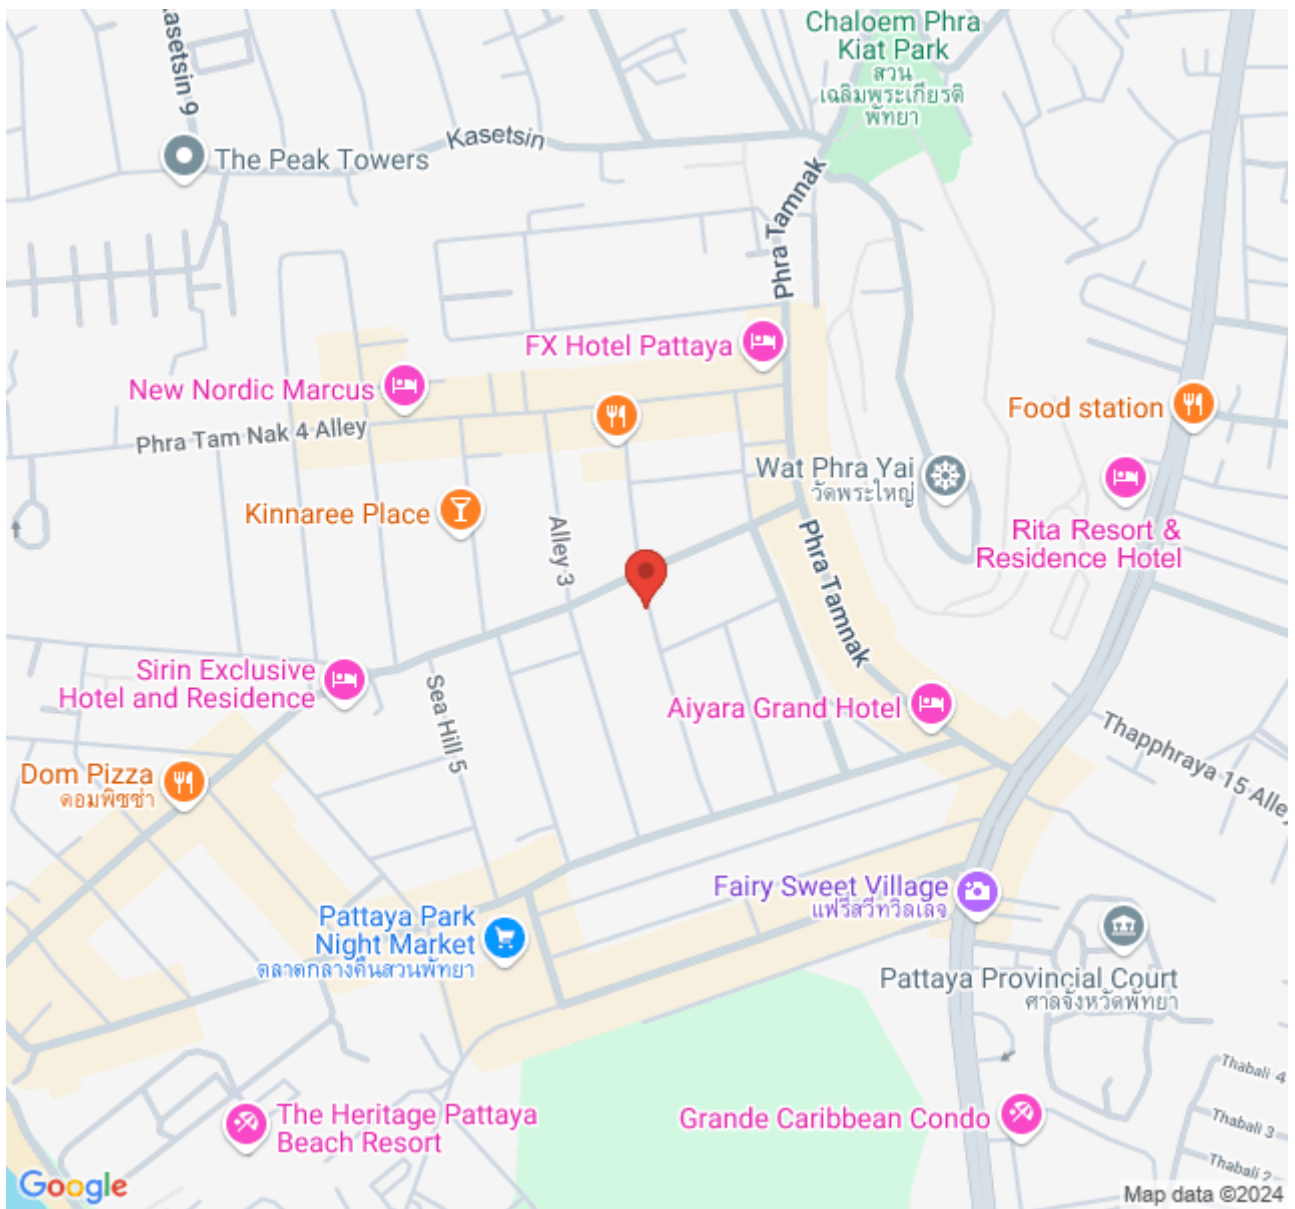 Chaloem Phra
Kiat Park
สวน
เฉลิมพระเกียรติ
พัทยา
Kasetsin 9
Kasetsin
The Peak Towers
Phra Tamnak
FX Hotel Pattaya
New Nordic Marcus
Food station
Phra Tam Nak 4 Alley
Wat Phra Yai
วัดพระใหญ่
Kinnaree Place
Rita Resort &
Residence Hotel
Alley 3
Phra Tamnak
Sirin Exclusive
Hotel and Residence
Sea Hill 5
Aiyara Grand Hotel
Thapphraya 15 Alley
Dom Pizza
ดอมพิซซ่า
Fairy Sweet Village
แฟรีสวีทวิลเลจ
Pattaya Park
Night Market
ตลาดกลางคืนสวนพัทยา
Pattaya Provincial Court
ศาลจังหวัดพัทยา
Thabali 4
The Heritage Pattaya
Beach Resort
Grande Caribbean Condo
Thabali 3
Thabali 2
Google
Map data ©2024